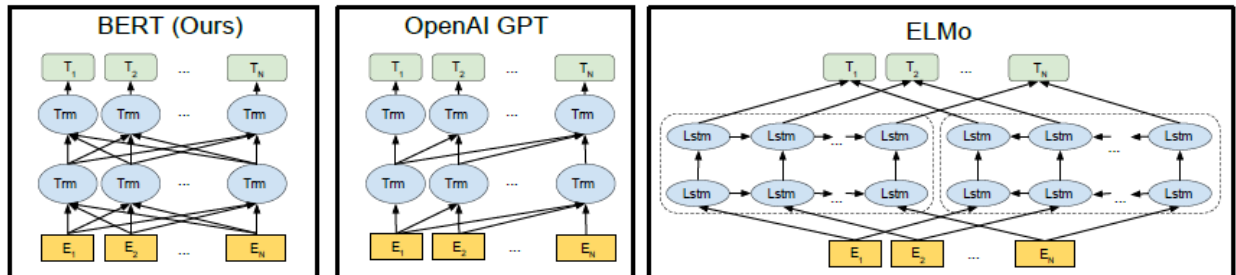 BERT (Ours)
T1 T2 ... TN
Trm Trm ... Trm
Trm Trm ... Trm
E1 E2 ... EN
OpenAI GPT
T1 T2 ... TN
Trm Trm ... Trm
Trm Trm ... Trm
E1 E2 ... EN
ELMo
T1 T2 ... TN
Lstm Lstm ... Lstm Lstm Lstm ... Lstm
Lstm Lstm ... Lstm Lstm Lstm ... Lstm
E1 E2 ... EN